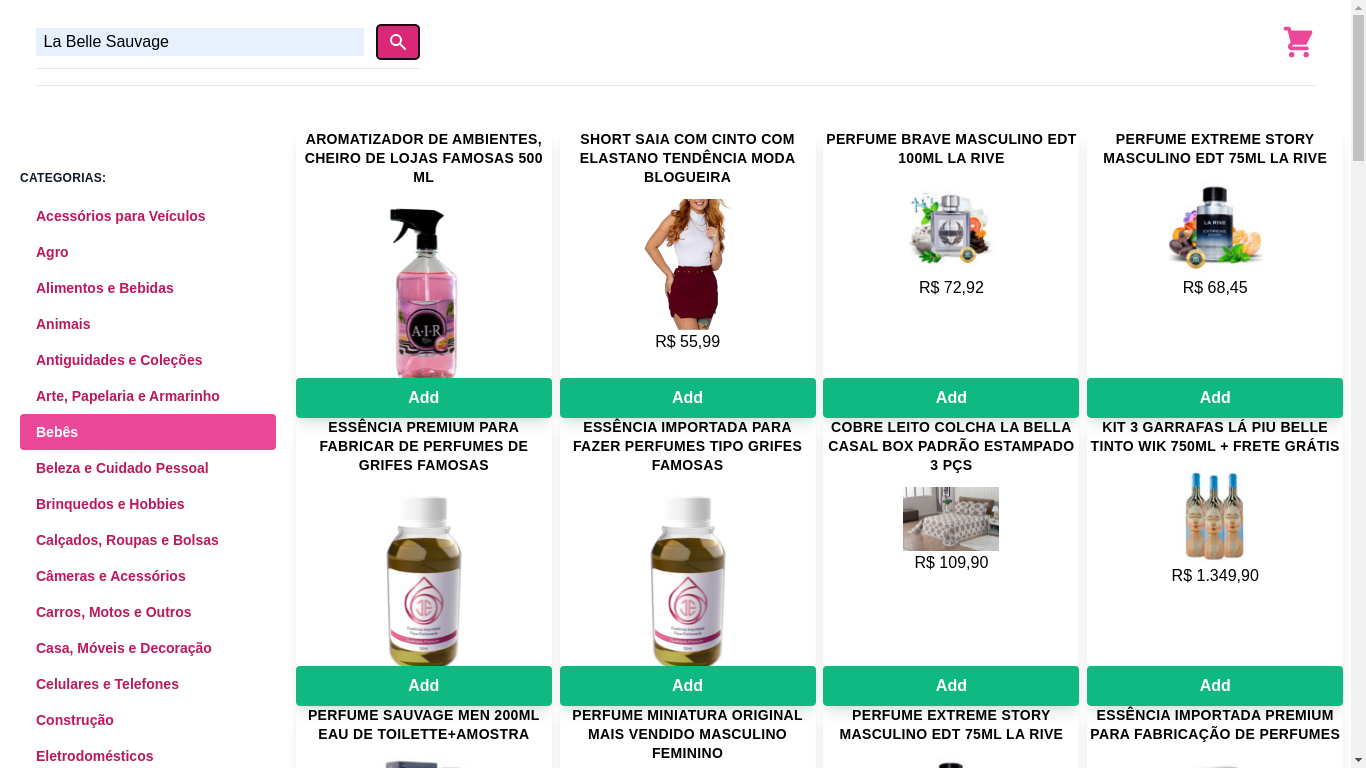 La Belle Sauvage
CATEGORIAS:
Acessórios para Veículos
Agro
Alimentos e Bebidas
Animais
Antiguidades e Coleções
Arte, Papelaria e Armarinho
Bebês
Beleza e Cuidado Pessoal
Brinquedos e Hobbies
Calçados, Roupas e Bolsas
Câmeras e Acessórios
Carros, Motos e Outros
Casa, Móveis e Decoração
Celulares e Telefones
Construção
Eletrodomésticos
AROMATIZADOR DE AMBIENTES,
CHEIRO DE LOJAS FAMOSAS 500
ML
A·I·R
Add
SHORT SAIA COM CINTO COM
ELASTANO TENDÊNCIA MODA
BLOGUEIRA
R$ 55,99
Add
PERFUME BRAVE MASCULINO EDT
100ML LA RIVE
R$ 72,92
Add
PERFUME EXTREME STORY
MASCULINO EDT 75ML LA RIVE
LA RIVE
EXTREME
R$ 68,45
Add
ESSÊNCIA PREMIUM PARA
FABRICAR DE PERFUMES DE
GRIFES FAMOSAS
Add
ESSÊNCIA IMPORTADA PARA
FAZER PERFUMES TIPO GRIFES
FAMOSAS
Add
COBRE LEITO COLCHA LA BELLA
CASAL BOX PADRÃO ESTAMPADO
3 PÇS
R$ 109,90
Add
KIT 3 GARRAFAS LÁ PIU BELLE
TINTO WIK 750ML + FRETE GRÁTIS
R$ 1.349,90
Add
PERFUME SAUVAGE MEN 200ML
EAU DE TOILETTE+AMOSTRA
PERFUME MINIATURA ORIGINAL
MAIS VENDIDO MASCULINO
FEMININO
PERFUME EXTREME STORY
MASCULINO EDT 75ML LA RIVE
ESSÊNCIA IMPORTADA PREMIUM
PARA FABRICAÇÃO DE PERFUMES